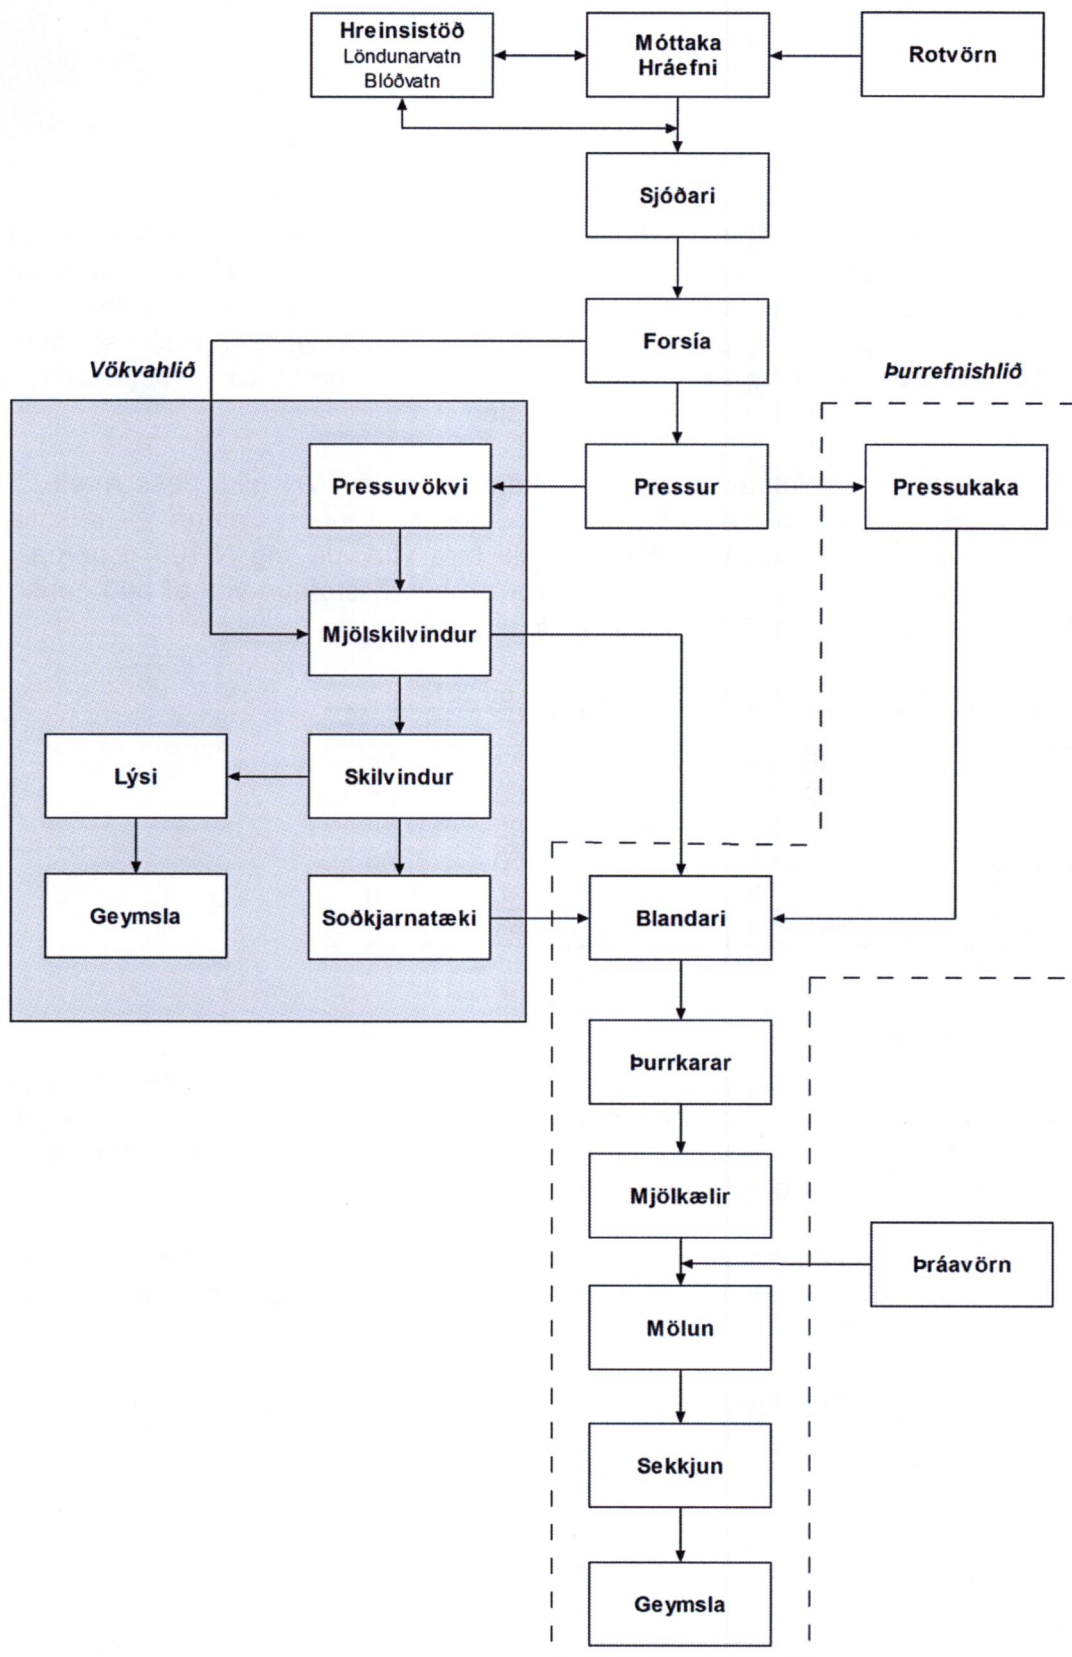 Hreinsistöð
Löndunarvatn
Blóðvatn
Móttaka
Hráefni
Rotvörn
Sjóðari
Forsía
Vökvahlið
Þurrefnishlið
Pressuvökvi
Pressur
Pressukaka
Mjölskilvindur
Lýsi
Skilvindur
Geymsla
Soðkjarnatæki
Blandari
Þurrkarar
Mjölkælir
Þráavörn
Mölun
Sekkjun
Geymsla